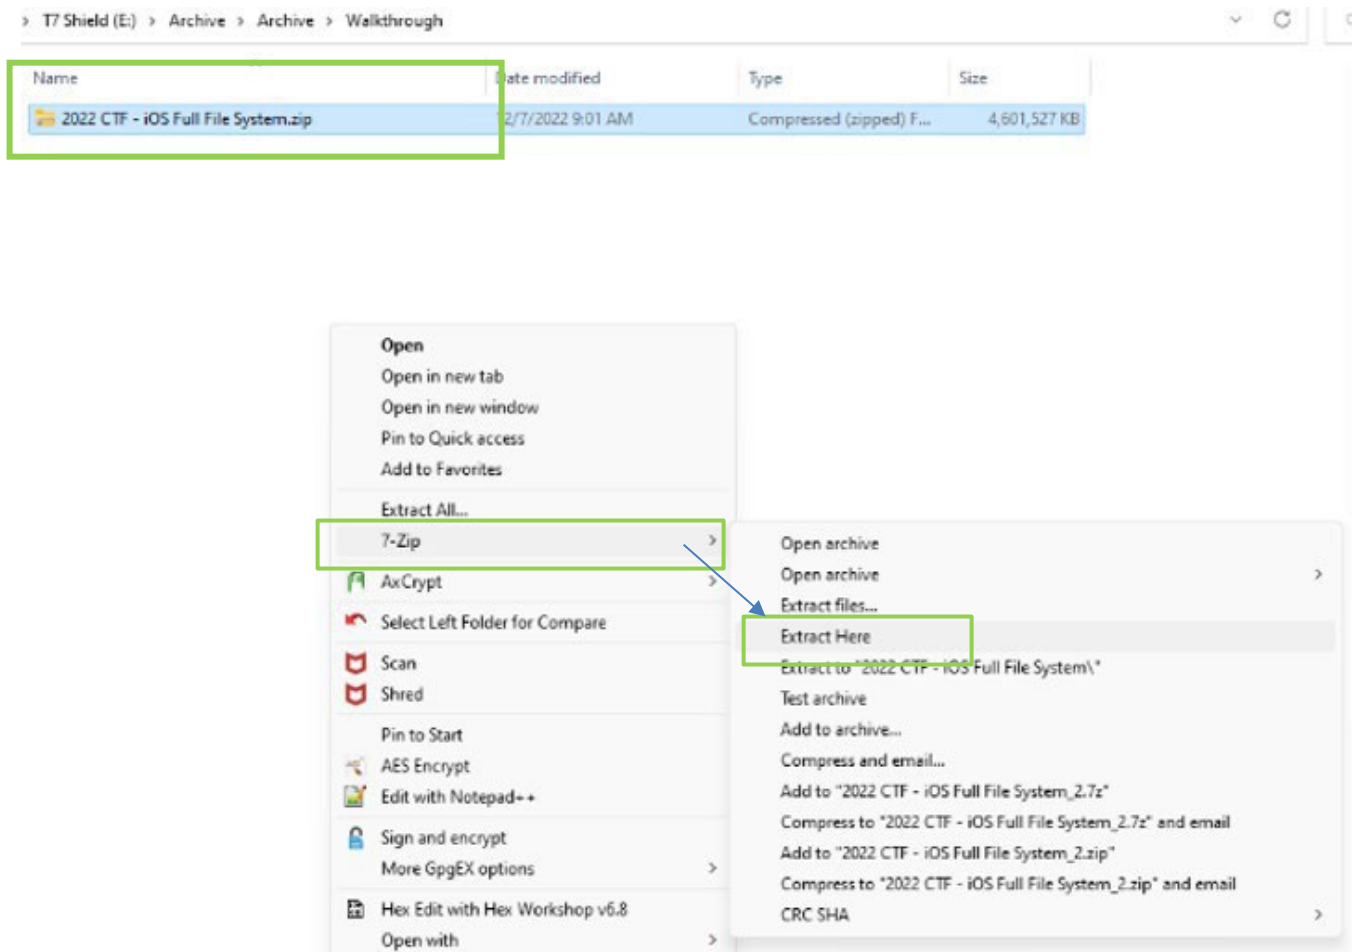 > T7 Shield (E:) > Archive > Archive > Walkthrough
Name Date modified Type Size
2022 CTF - iOS Full File System.zip 12/7/2022 9:01 AM Compressed (zipped) F... 4,601,527 KB
Open
Open in new tab
Open in new window
Pin to Quick access
Add to Favorites
Extract All...
7-Zip >
AxCrypt >
Select Left Folder for Compare
Scan
Shred
Pin to Start
AES Encrypt
Edit with Notepad++
Sign and encrypt
More GpgEX options >
Hex Edit with Hex Workshop v6.8
Open with >
Open archive
Open archive >
Extract files...
Extract Here
Extract to "2022 CTF - iOS Full File System\"
Test archive
Add to archive...
Compress and email...
Add to "2022 CTF - iOS Full File System_2.7z"
Compress to "2022 CTF - iOS Full File System_2.7z" and email
Add to "2022 CTF - iOS Full File System_2.zip"
Compress to "2022 CTF - iOS Full File System_2.zip" and email
CRC SHA >